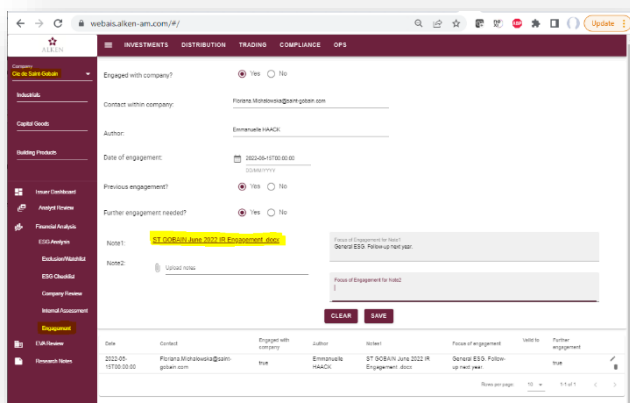 webais.alken-am.com/#/
Update
ALKEN
INVESTMENTS DISTRIBUTION TRADING COMPLIANCE OPS
Company
Cie de Saint-Gobain
Industrials
Capital Goods
Building Products
Issuer Dashboard
Analyst Review
Financial Analysis
ESG Analysis
Exclusion/Watchlist
ESG Checklist
Company Review
Internal Assessment
Engagement
EVA Review
Research Notes
Engaged with company? Yes No
Contact within company: Floriana.Michalowska@saint-gobain.com
Author: Emmanuelle HAACK
Date of engagement: 2022-06-15T00:00:00
DD/MM/YYYY
Previous engagement? Yes No
Further engagement needed? Yes No
Note1: ST GOBAIN June 2022 IR Engagement .docx
Focus of Engagement for Note1
General ESG. Follow-up next year.
Note2: Upload notes
Focus of Engagement for Note2
CLEAR SAVE
Date Contact Engaged with company Author Notes1 Focus of engagement Valid to Further engagement
2022-06-15T00:00:00 Floriana.Michalowska@saint-gobain.com true Emmanuelle HAACK ST GOBAIN June 2022 IR Engagement .docx General ESG. Follow-up next year. true
Rows per page: 10 1-1 of 1